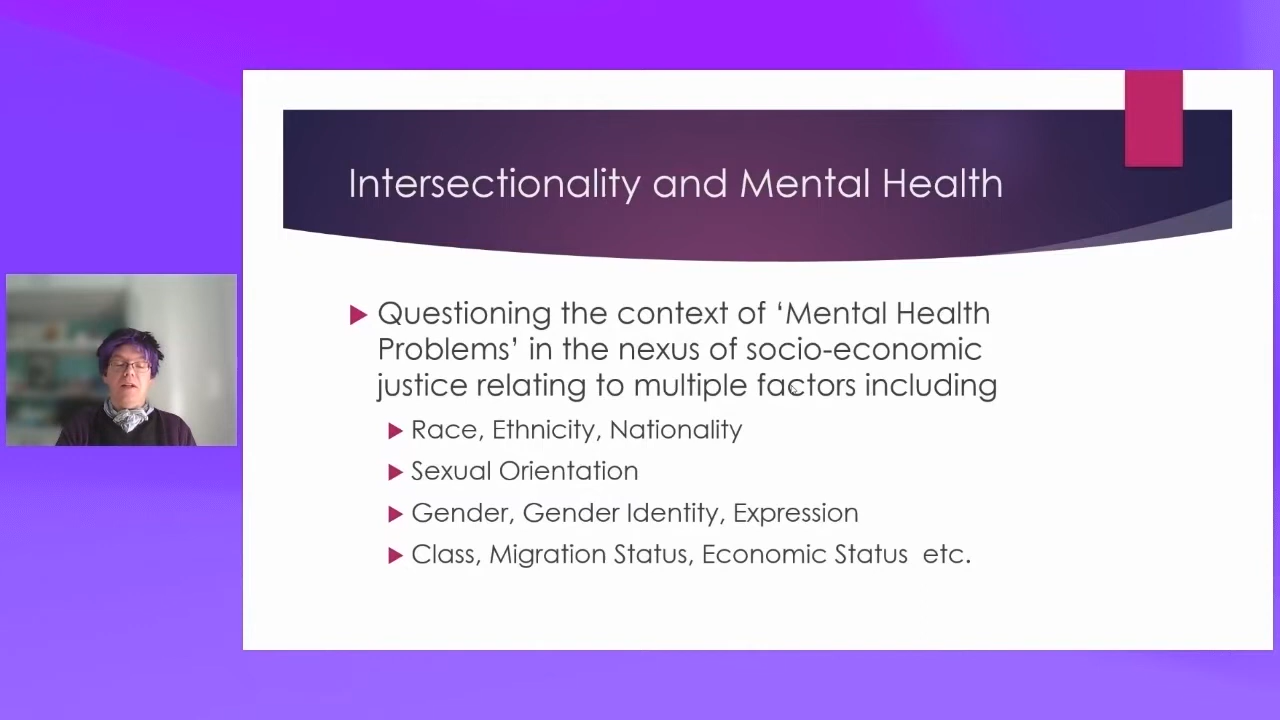 Intersectionality and Mental Health
Questioning the context of ‘Mental Health
Problems’ in the nexus of socio-economic
justice relating to multiple factors including
Race, Ethnicity, Nationality
Sexual Orientation
Gender, Gender Identity, Expression
Class, Migration Status, Economic Status  etc.